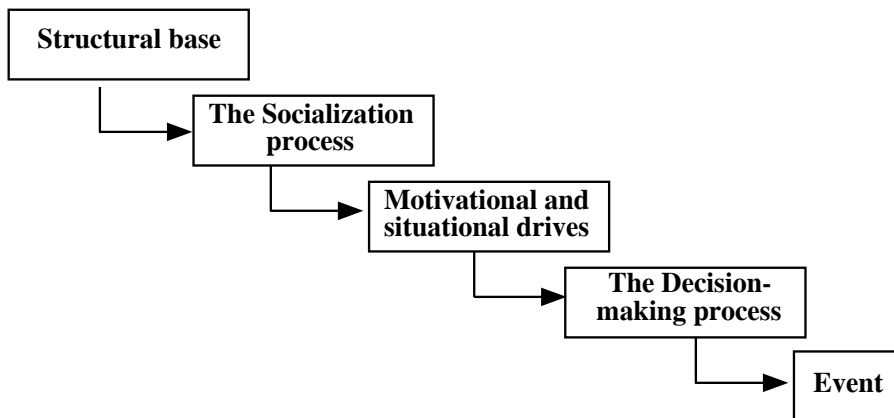 Structural base
The Socialization
process
Motivational and
situational drives
The Decision-
making process
Event